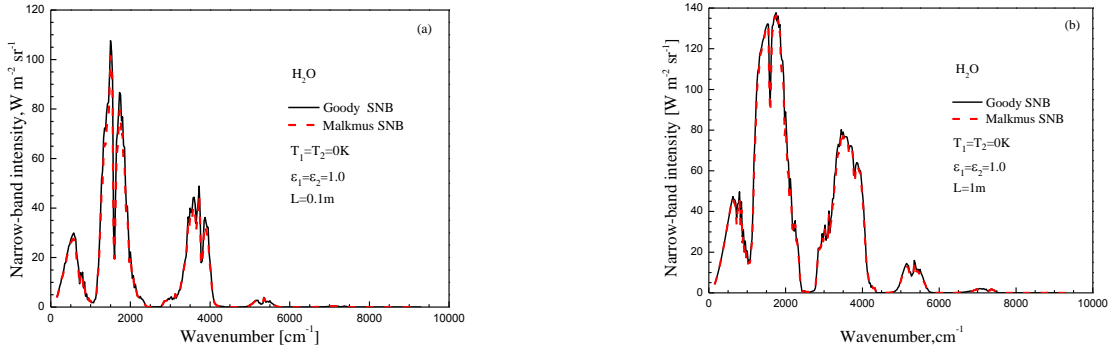 (a)
H₂O
Goody SNB
Malkmus SNB
T₁=T₂=0K
ε₁=ε₂=1.0
L=0.1m
Narrow-band intensity,W m⁻² sr⁻¹
120
100
80
60
40
20
0
0 2000 4000 6000 8000 10000
Wavenumber [cm⁻¹]
(b)
H₂O
Goody SNB
Malkmus SNB
T₁=T₂=0K
ε₁=ε₂=1.0
L=1m
Narrow-band intensity [W m⁻² sr⁻¹]
140
120
100
80
60
40
20
0
0 2000 4000 6000 8000 10000
Wavenumber,cm⁻¹